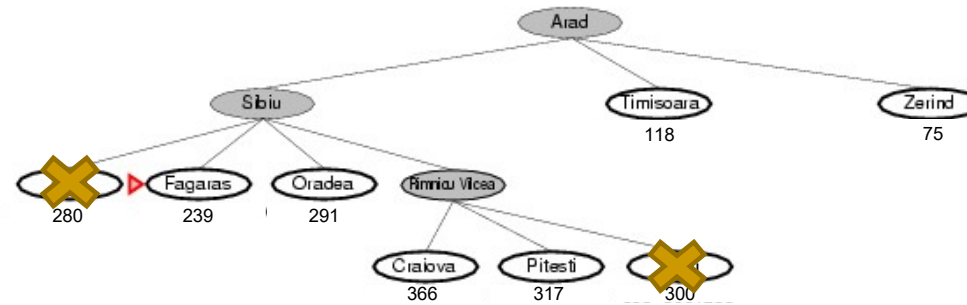 Arad
Sibiu
Timisoara
Zerind
118
75
Fagaras
Oradea
Rimnicu Vilcea
280
239
291
Craiova
Pitesti
366
317
300